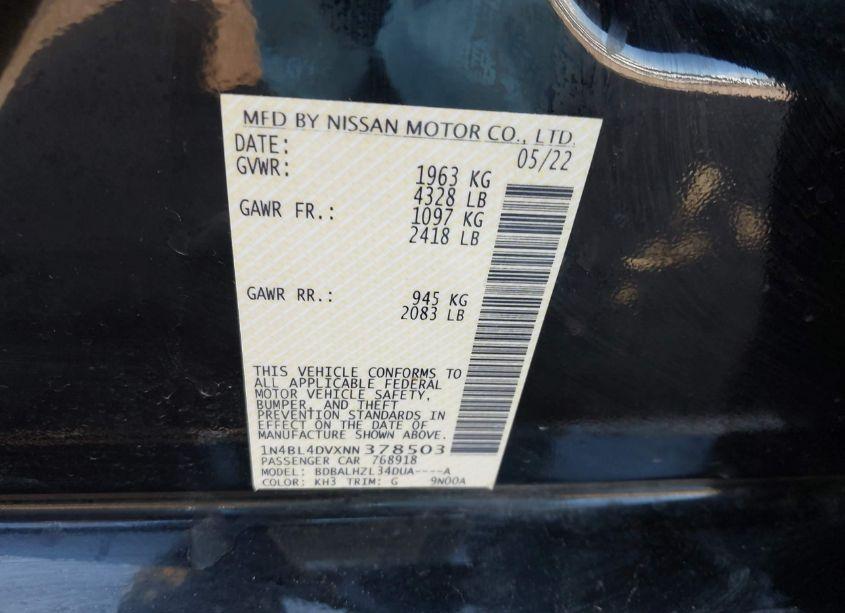 MFD BY NISSAN MOTOR CO., LTD.
DATE: 05/22
GVWR: 1963 KG
4328 LB
GAWR FR.: 1097 KG
2418 LB
GAWR RR.: 945 KG
2083 LB
THIS VEHICLE CONFORMS TO
ALL APPLICABLE FEDERAL
MOTOR VEHICLE SAFETY,
BUMPER, AND THEFT
PREVENTION STANDARDS IN
EFFECT ON THE DATE OF
MANUFACTURE SHOWN ABOVE.
1N4BL4DVXNN378503
PASSENGER CAR 768918
MODEL: BDBALHZL34DUA----A
COLOR: KH3 TRIM: G 9N00A